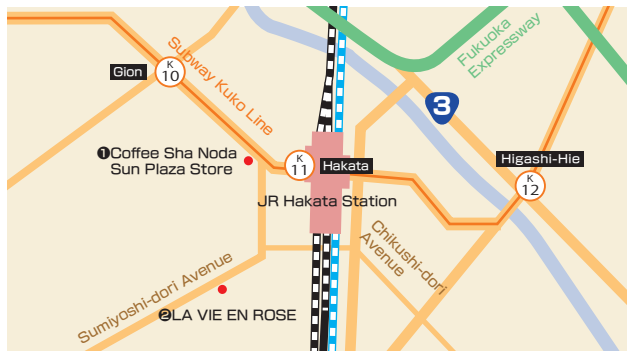 Fukuoka
Expressway
K
10
Gion
Subway Kuko Line
3
❶Coffee Sha Noda
Sun Plaza Store
K
11
Hakata
Higashi-Hie
K
12
JR Hakata Station
Chikushi-dori
Avenue
Sumiyoshi-dori Avenue
❷LA VIE EN ROSE